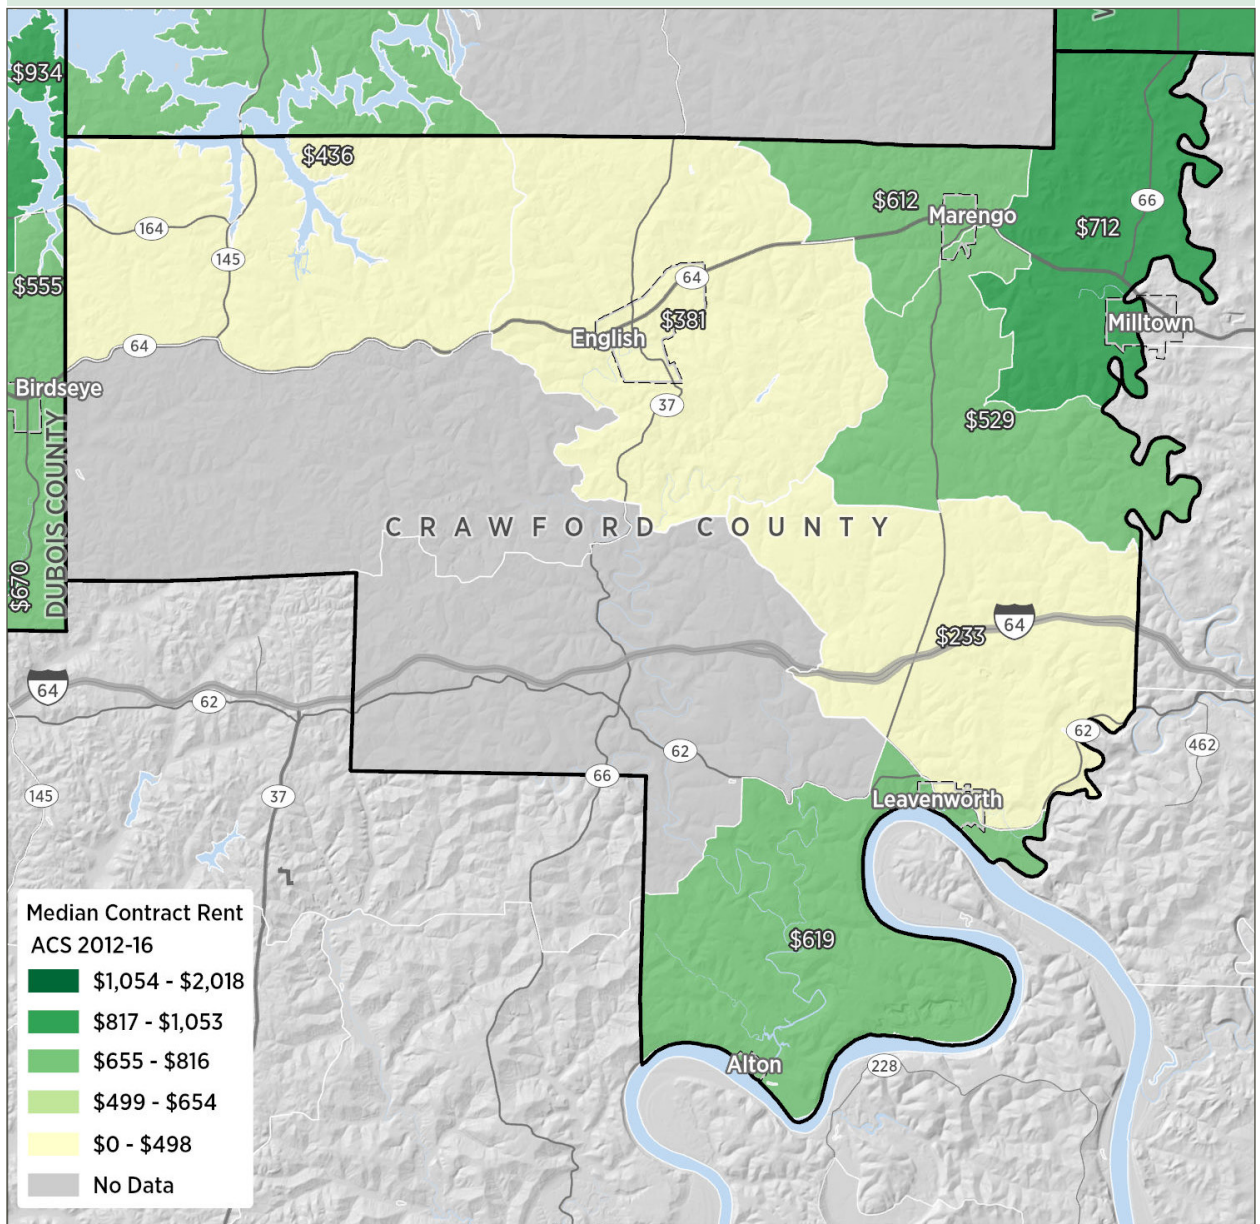 $934
$436
66
$612
Marengo
$712
164
145
64
$555
$381
English
Milltown
64
Birdseye
37
$529
DUBOIS COUNTY
CRAWFORD COUNTY
$670
64
$233
64
62
62
62
462
66
145
37
Leavenworth
$619
Alton
228
Median Contract Rent
ACS 2012-16
$1,054 - $2,018
$817 - $1,053
$655 - $816
$499 - $654
$0 - $498
No Data